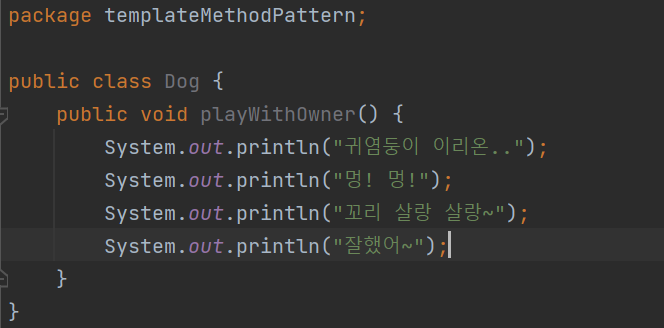 package templateMethodPattern;
public class Dog {
public void playWithOwner() {
System.out.println("귀염둥이 이리온..");
System.out.println("멍! 멍!");
System.out.println("꼬리 살랑 살랑~");
System.out.println("잘했어~");
}
}